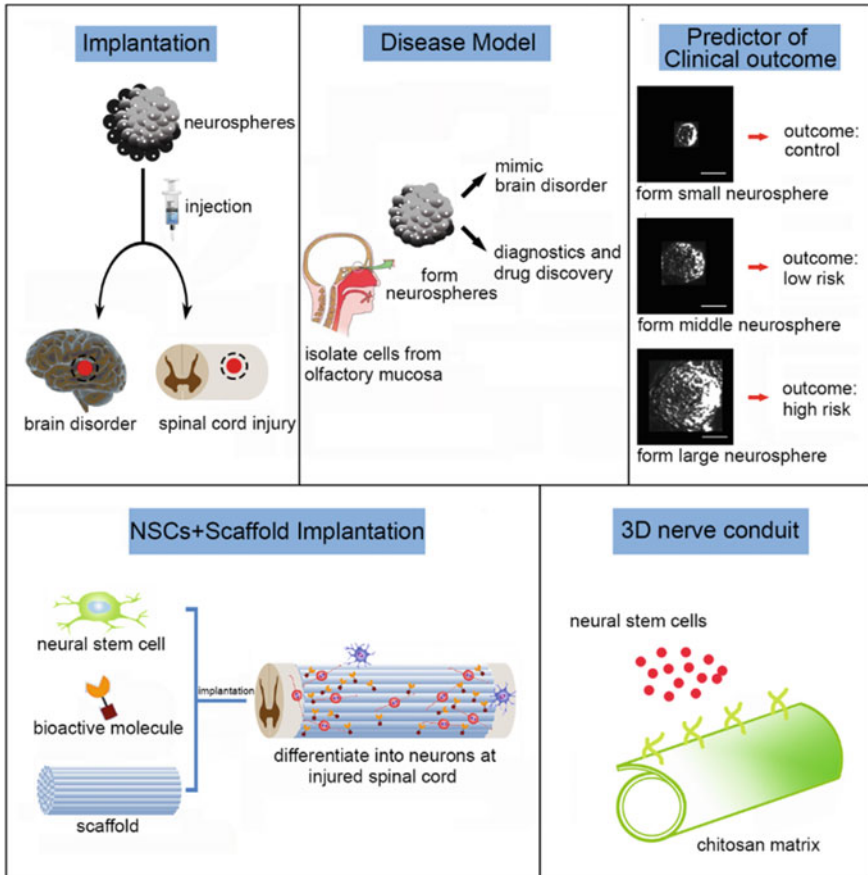 Implantation
neurospheres
injection
brain disorder
spinal cord injury
Disease Model
mimic
brain disorder
diagnostics and
drug discovery
form
neurospheres
isolate cells from
olfactory mucosa
Predictor of
Clinical outcome
outcome:
control
form small neurosphere
outcome:
low risk
form middle neurosphere
outcome:
high risk
form large neurosphere
NSCs+Scaffold Implantation
neural stem cell
bioactive molecule
scaffold
implantation
differentiate into neurons at
injured spinal cord
3D nerve conduit
neural stem cells
chitosan matrix